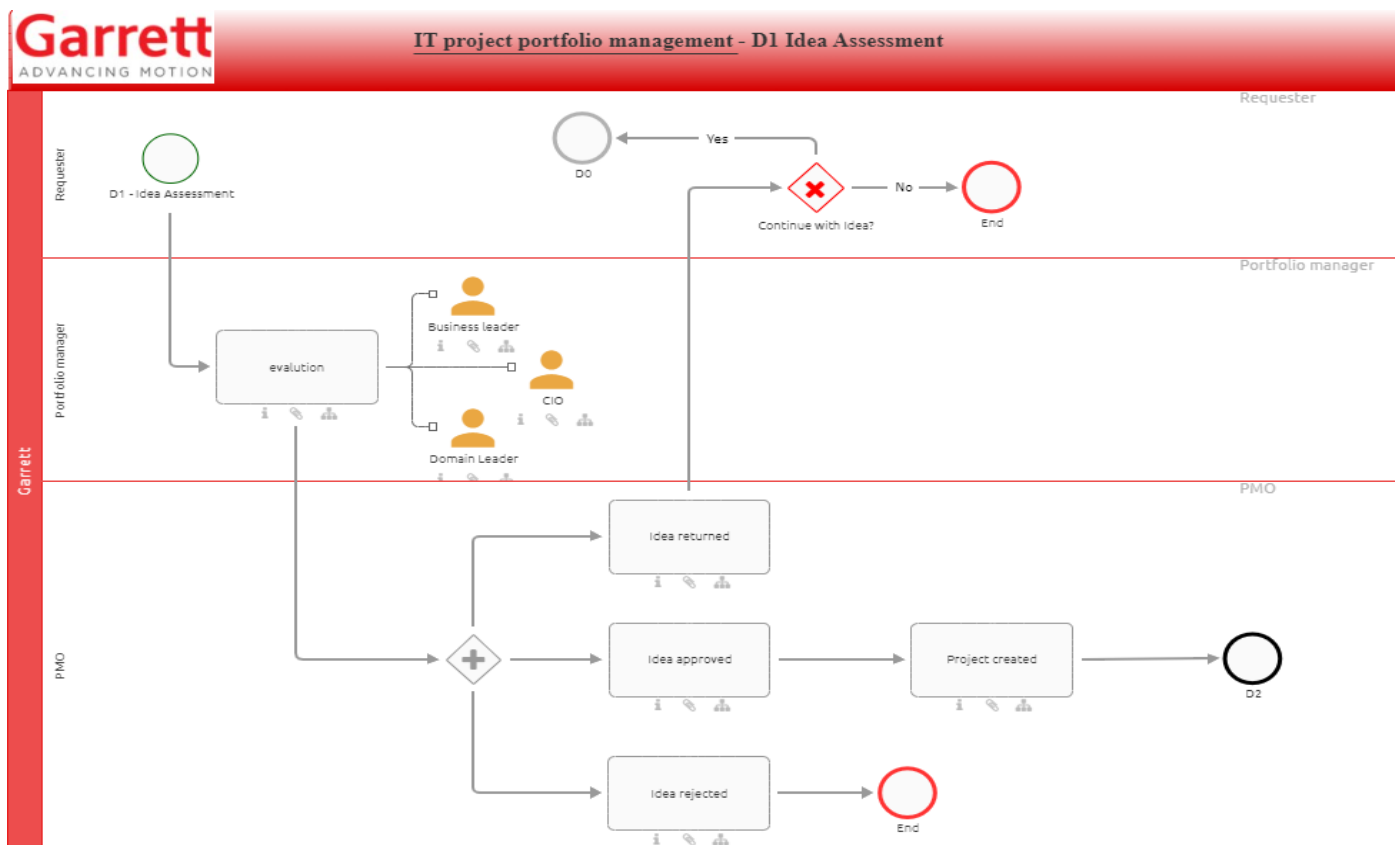 Garrett
ADVANCING MOTION
IT project portfolio management - D1 Idea Assessment
Requester
Requester
D1 - Idea Assessment
D0
Yes
No
Continue with Idea?
End
Portfolio manager
Portfolio manager
evalution
Business leader
CIO
Domain Leader
Garrett
PMO
PMO
Idea returned
Idea approved
Project created
D2
Idea rejected
End